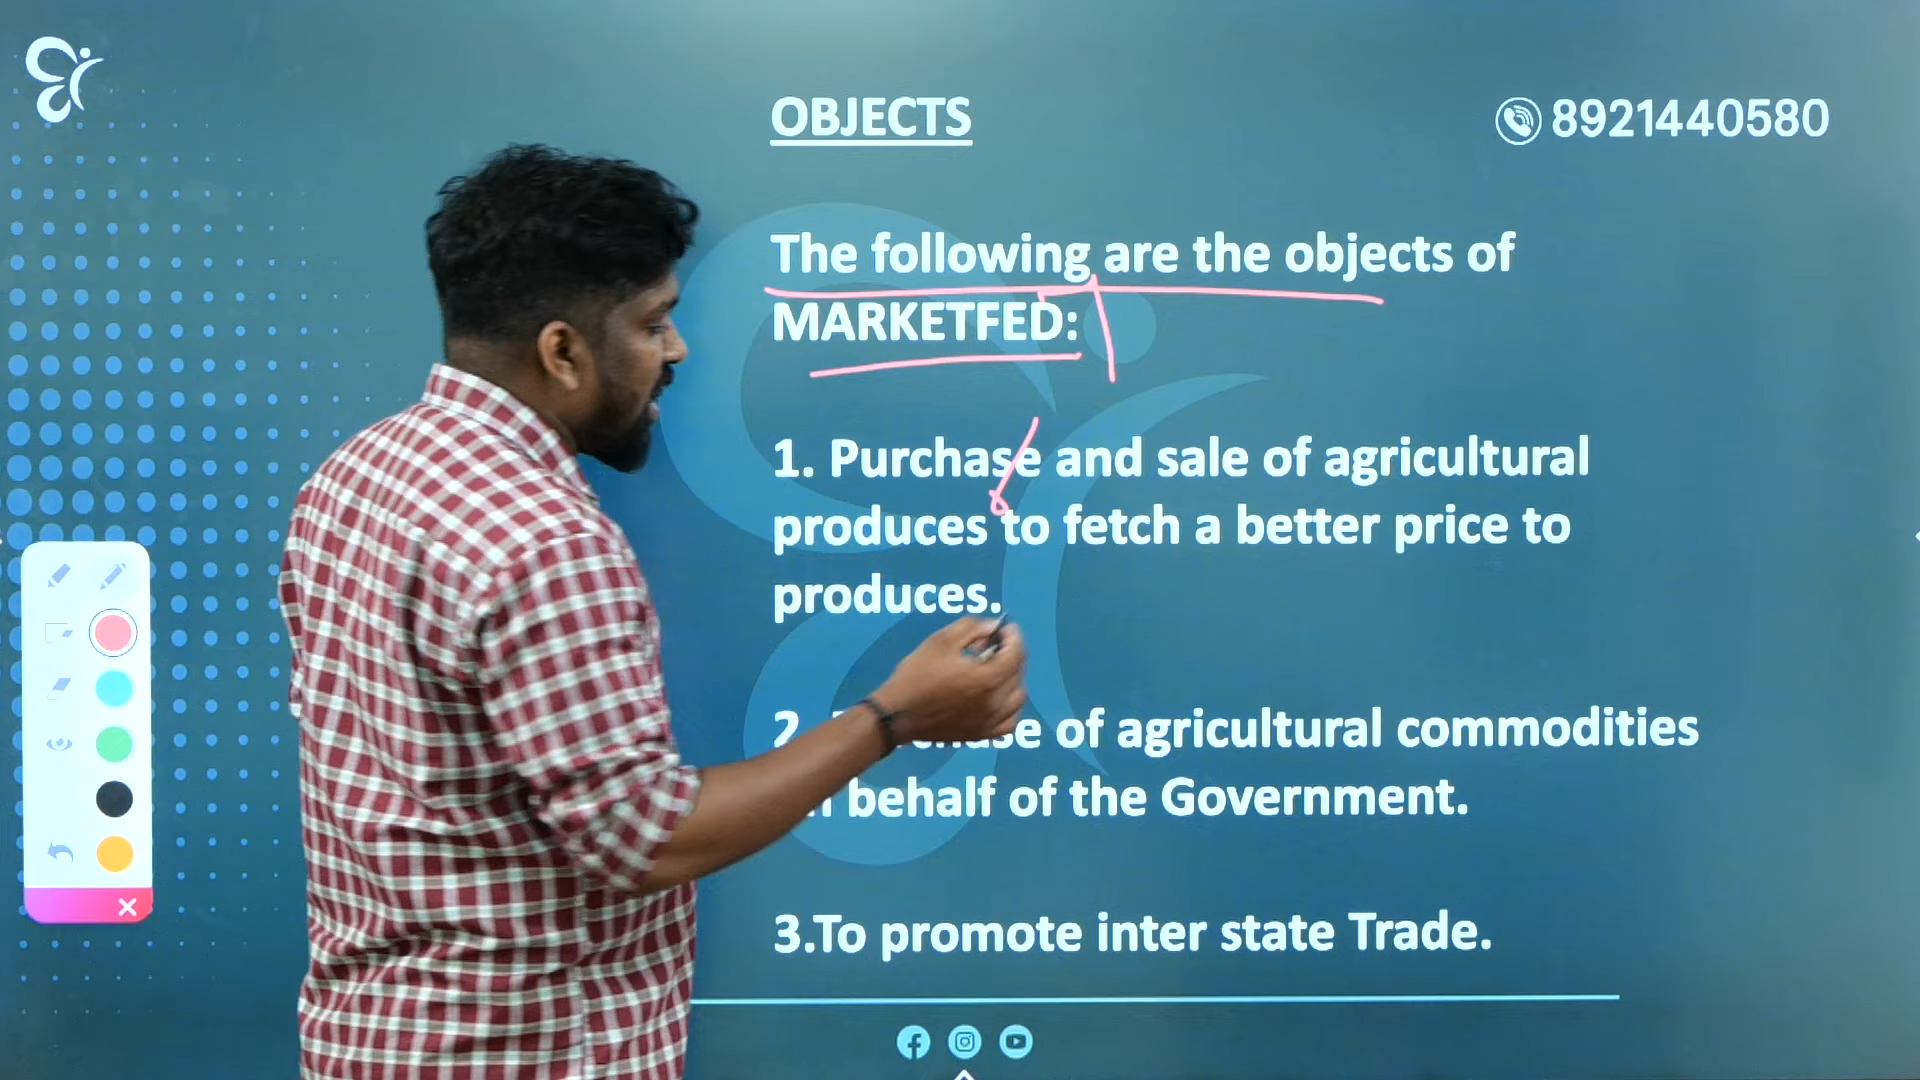 OBJECTS
8921440580
The following are the objects of
MARKETFED:
1. Purchase and sale of agricultural
produces to fetch a better price to
produces.
2. of agricultural commodities
behalf of the Government.
3.To promote inter state Trade.